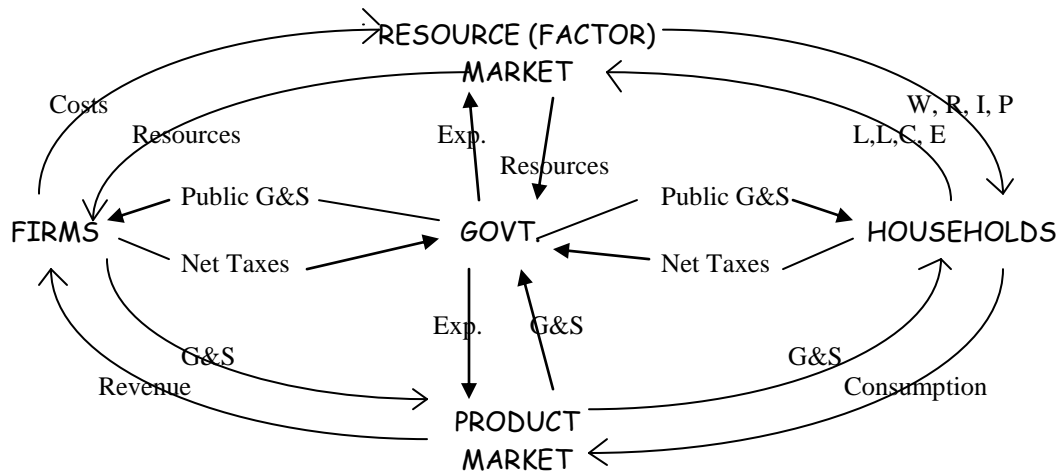 RESOURCE (FACTOR)
MARKET
Costs
W, R, I, P
Resources
Exp.
L,L,C, E
Resources
Public G&S
Public G&S
FIRMS
GOVT.
HOUSEHOLDS
Net Taxes
Net Taxes
Exp.
G&S
G&S
G&S
Revenue
Consumption
PRODUCT
MARKET